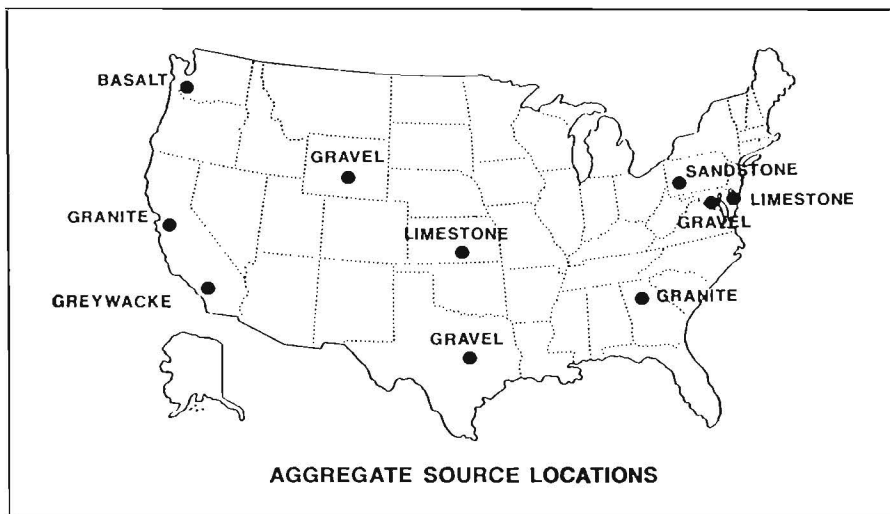 BASALT
GRAVEL
SANDSTONE
LIMESTONE
GRAVEL
GRANITE
LIMESTONE
GREYWACKE
GRANITE
GRAVEL
AGGREGATE SOURCE LOCATIONS